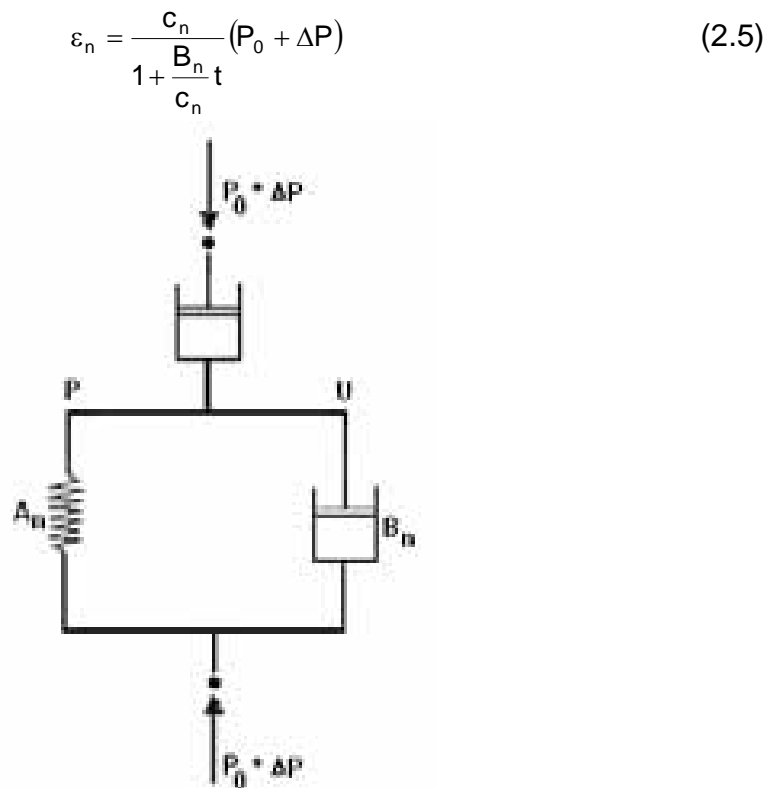 εₙ = cₙ / (1 + (Bₙ / cₙ) t) (P₀ + ΔP) (2.5)
P₀ * ΔP
P U
Aₙ Bₙ
P₀ * ΔP